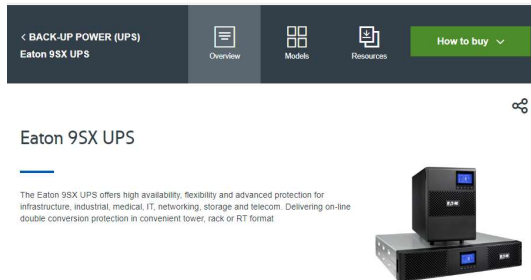 < BACK-UP POWER (UPS)
Eaton 9SX UPS
Overview
Models
Resources
How to buy
Eaton 9SX UPS
The Eaton 9SX UPS offers high availability, flexibility and advanced protection for
infrastructure, industrial, medical, IT, networking, storage and telecom. Delivering on-line
double conversion protection in convenient tower, rack or RT format
EATON
EATON